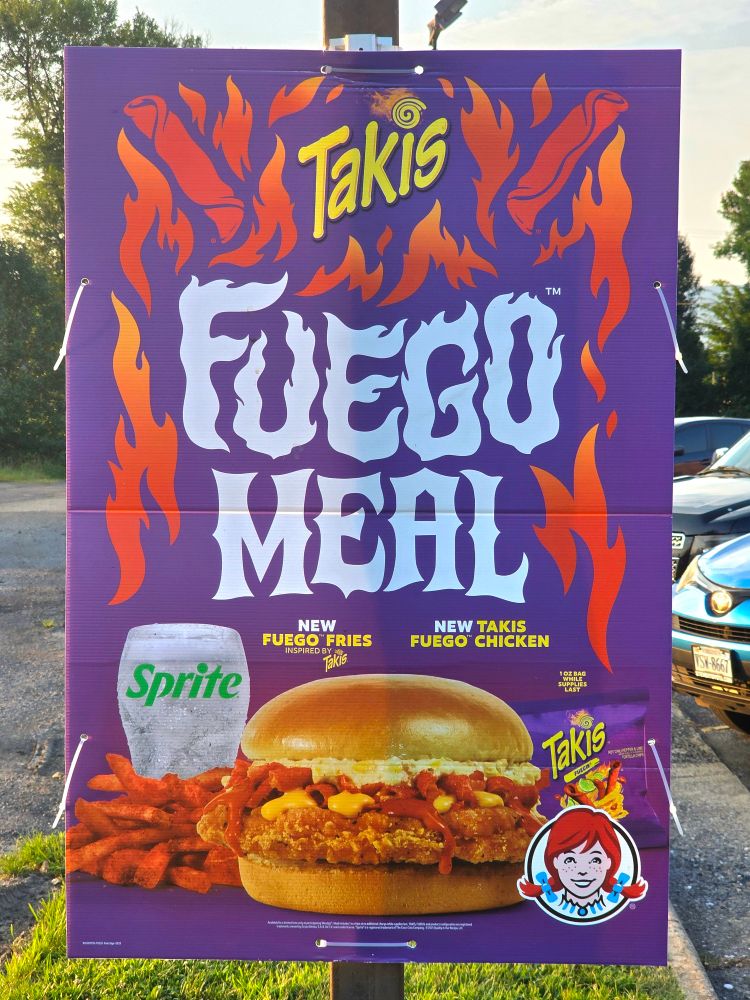 Takis
FUEGO™
MEAL
NEW
FUEGO™ FRIES
INSPIRED BY
Takis
NEW TAKIS
FUEGO™ CHICKEN
1 OZ BAG
WHILE
SUPPLIES
LAST
Sprite
Takis
FUEGO